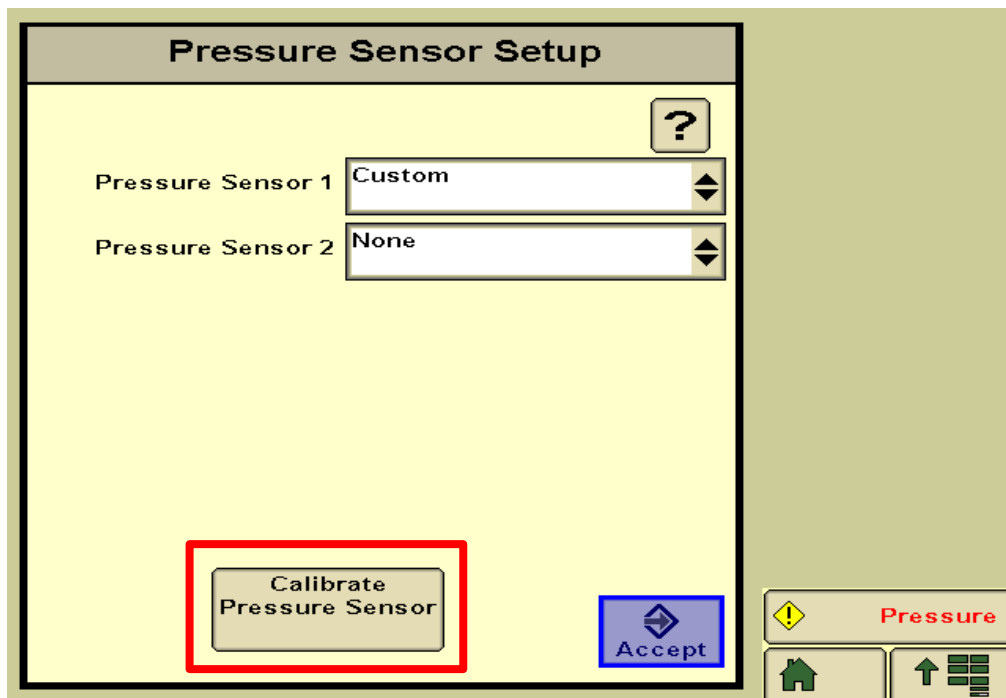 Pressure Sensor Setup
?
Pressure Sensor 1 Custom
Pressure Sensor 2 None
Calibrate
Pressure Sensor
Accept
! Pressure